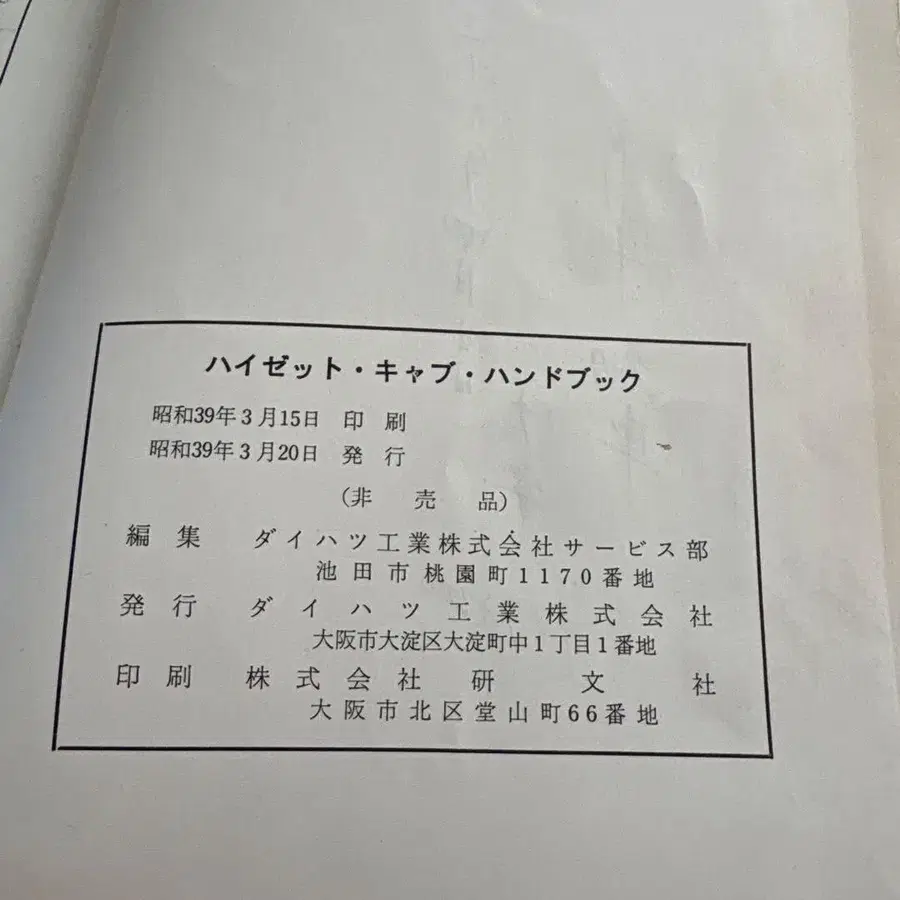 ハイゼット・キャブ・ハンドブック
昭和39年3月15日 印刷
昭和39年3月20日 発行
(非売品)
編集 ダイハツ工業株式会社サービス部
池田市桃園町1170番地
発行 ダイハツ工業株式会社
大阪市大淀区大淀町中1丁目1番地
印刷 株式会社研文社
大阪市北区堂山町66番地